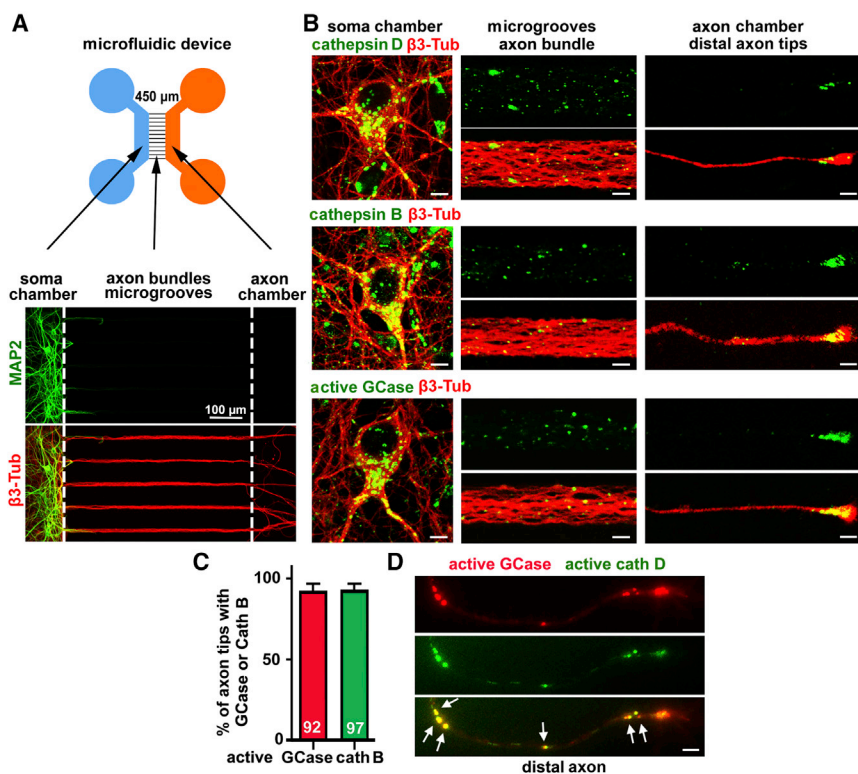 A
microfluidic device
450 µm
soma
chamber
axon bundles
microgrooves
axon
chamber
MAP2
100 µm
β3-Tub
B
soma chamber
microgrooves
axon bundle
axon chamber
distal axon tips
cathepsin D β3-Tub
cathepsin B β3-Tub
active GCase β3-Tub
C
% of axon tips with
GCase or Cath B
100
50
0
92
97
active GCase cath B
D
active GCase active cath D
distal axon